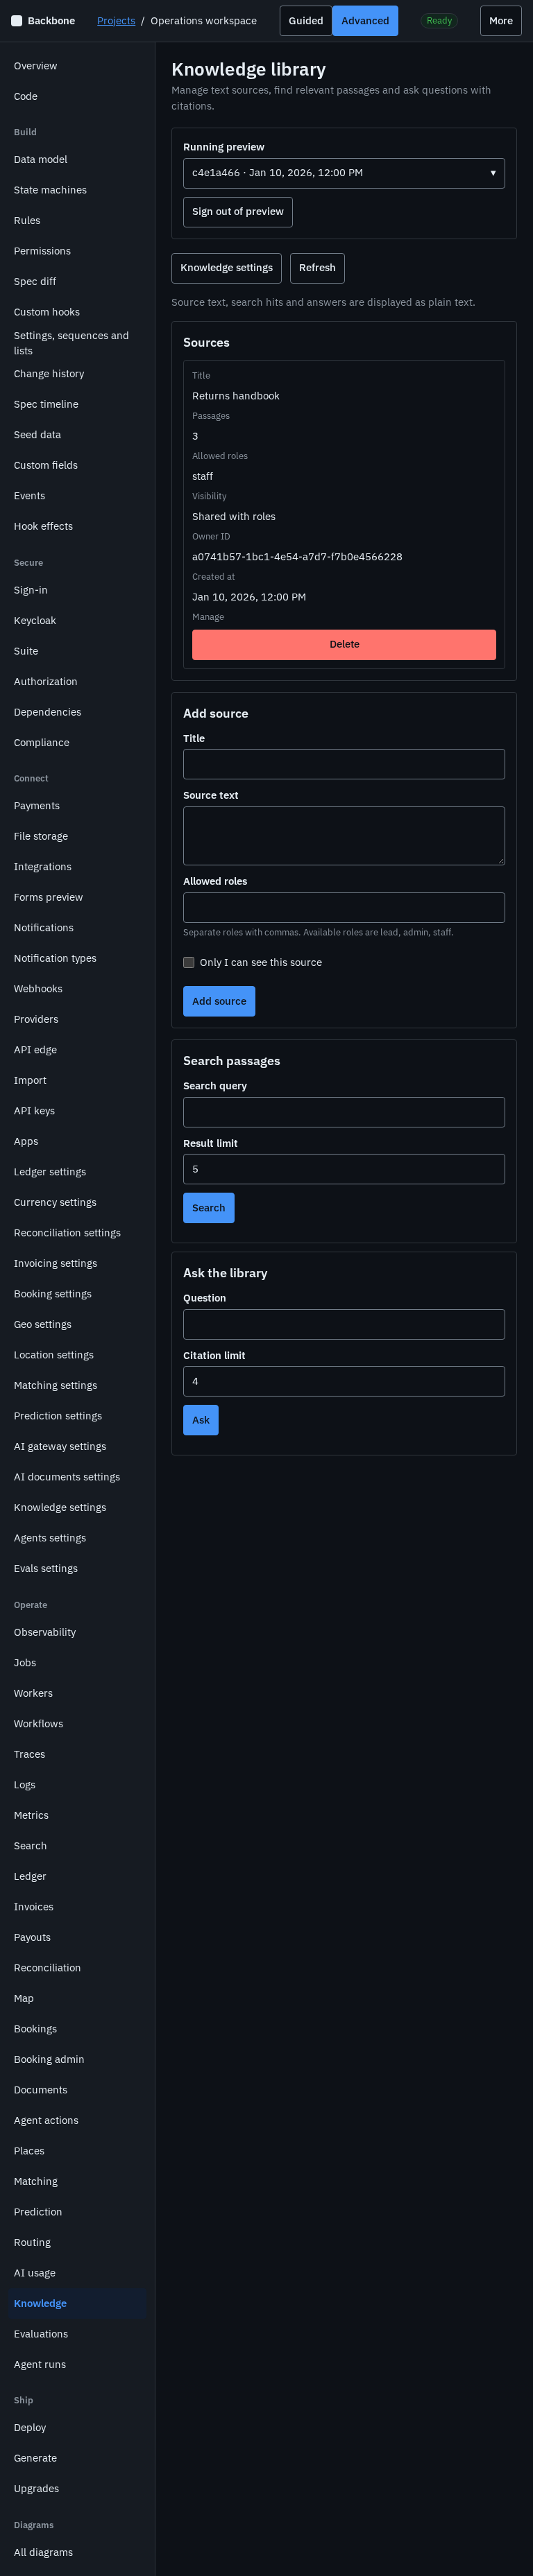 Backbone
Projects / Operations workspace
Guided
Advanced
Ready
More
Overview
Code
Build
Data model
State machines
Rules
Permissions
Spec diff
Custom hooks
Settings, sequences and
lists
Change history
Spec timeline
Seed data
Custom fields
Events
Hook effects
Secure
Sign-in
Keycloak
Suite
Authorization
Dependencies
Compliance
Connect
Payments
File storage
Integrations
Forms preview
Notifications
Notification types
Webhooks
Providers
API edge
Import
API keys
Apps
Ledger settings
Currency settings
Reconciliation settings
Invoicing settings
Booking settings
Geo settings
Location settings
Matching settings
Prediction settings
AI gateway settings
AI documents settings
Knowledge settings
Agents settings
Evals settings
Operate
Observability
Jobs
Workers
Workflows
Traces
Logs
Metrics
Search
Ledger
Invoices
Payouts
Reconciliation
Map
Bookings
Booking admin
Documents
Agent actions
Places
Matching
Prediction
Routing
AI usage
Knowledge
Evaluations
Agent runs
Ship
Deploy
Generate
Upgrades
Diagrams
All diagrams
Knowledge library
Manage text sources, find relevant passages and ask questions with
citations.
Running preview
c4e1a466 · Jan 10, 2026, 12:00 PM
Sign out of preview
Knowledge settings
Refresh
Source text, search hits and answers are displayed as plain text.
Sources
Title
Returns handbook
Passages
3
Allowed roles
staff
Visibility
Shared with roles
Owner ID
a0741b57-1bc1-4e54-a7d7-f7b0e4566228
Created at
Jan 10, 2026, 12:00 PM
Manage
Delete
Add source
Title
Source text
Allowed roles
Separate roles with commas. Available roles are lead, admin, staff.
Only I can see this source
Add source
Search passages
Search query
Result limit
5
Search
Ask the library
Question
Citation limit
4
Ask